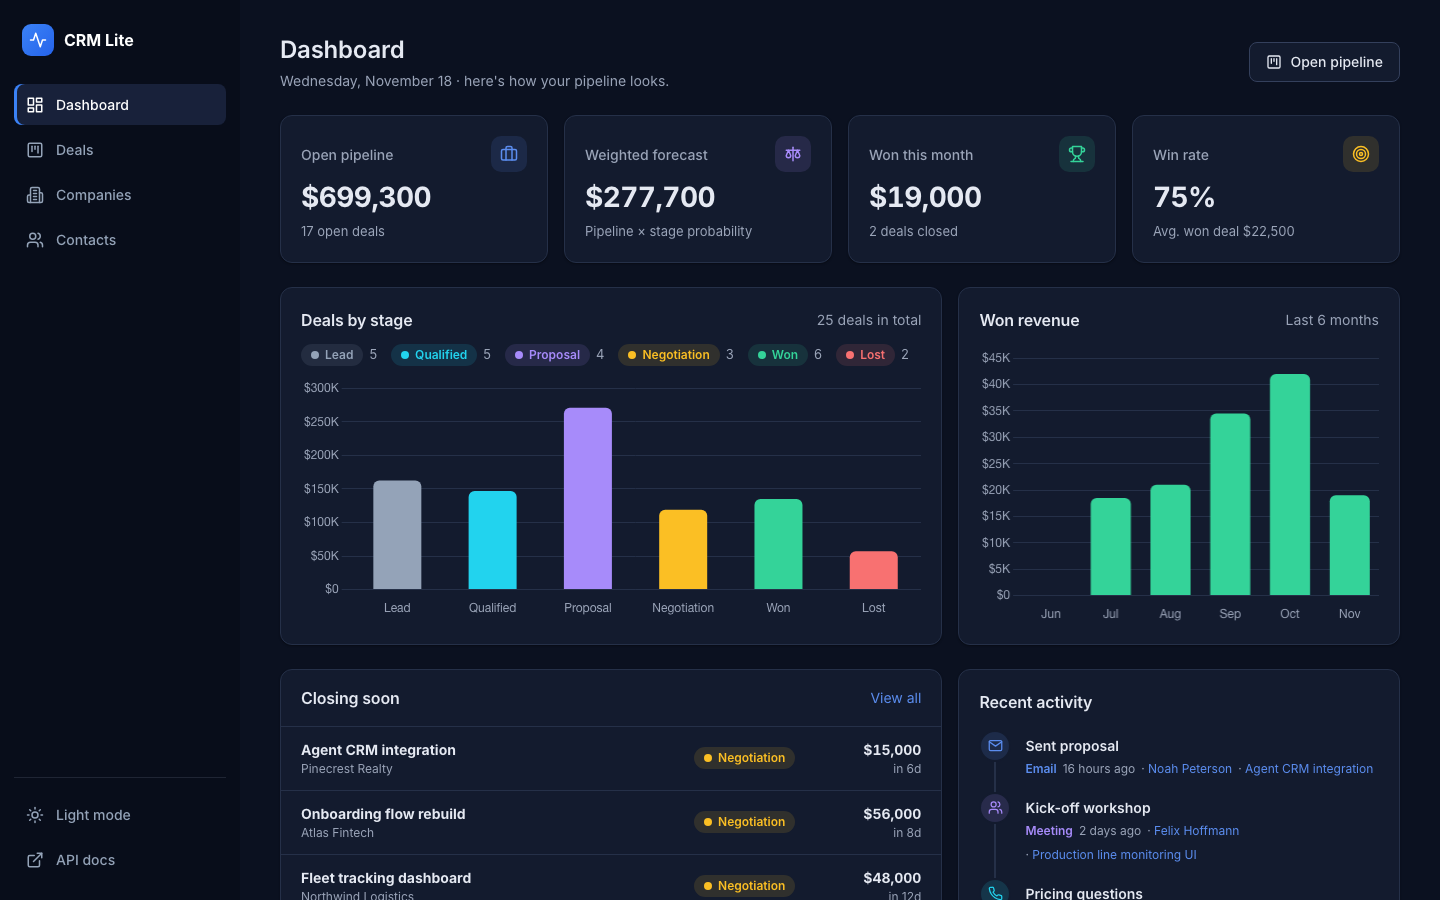 CRM Lite
Dashboard
Deals
Companies
Contacts
Light mode
API docs
Dashboard
Wednesday, November 18 · here's how your pipeline looks.
Open pipeline
Open pipeline
$699,300
17 open deals
Weighted forecast
$277,700
Pipeline × stage probability
Won this month
$19,000
2 deals closed
Win rate
75%
Avg. won deal $22,500
Deals by stage
25 deals in total
Lead 5 Qualified 5 Proposal 4 Negotiation 3 Won 6 Lost 2
$300K
$250K
$200K
$150K
$100K
$50K
$0
Lead Qualified Proposal Negotiation Won Lost
Won revenue
Last 6 months
$45K
$40K
$35K
$30K
$25K
$20K
$15K
$10K
$5K
$0
Jun Jul Aug Sep Oct Nov
Closing soon
View all
Agent CRM integration
Pinecrest Realty
Negotiation
$15,000
in 6d
Onboarding flow rebuild
Atlas Fintech
Negotiation
$56,000
in 8d
Fleet tracking dashboard
Northwind Logistics
Negotiation
$48,000
in 12d
Recent activity
Sent proposal
Email 16 hours ago · Noah Peterson · Agent CRM integration
Kick-off workshop
Meeting 2 days ago · Felix Hoffmann
· Production line monitoring UI
Pricing questions